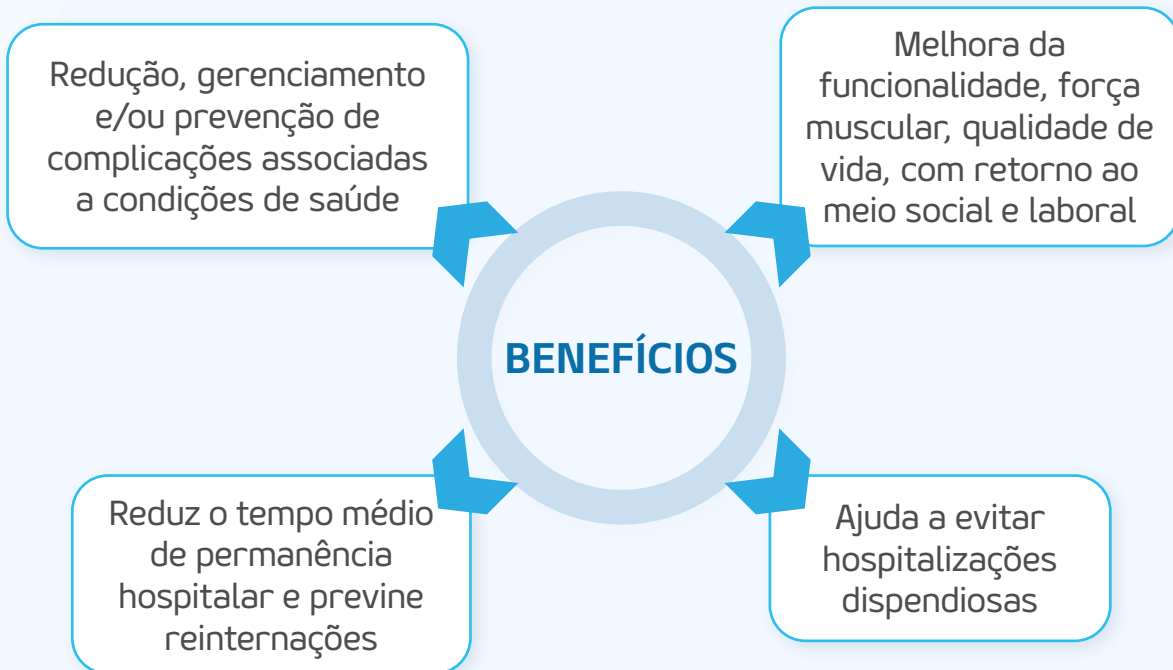 Redução, gerenciamento
e/ou prevenção de
complicações associadas
a condições de saúde
Melhora da
funcionalidade, força
muscular, qualidade de
vida, com retorno ao
meio social e laboral
BENEFÍCIOS
Reduz o tempo médio
de permanência
hospitalar e previne
reinternações
Ajuda a evitar
hospitalizações
dispendiosas